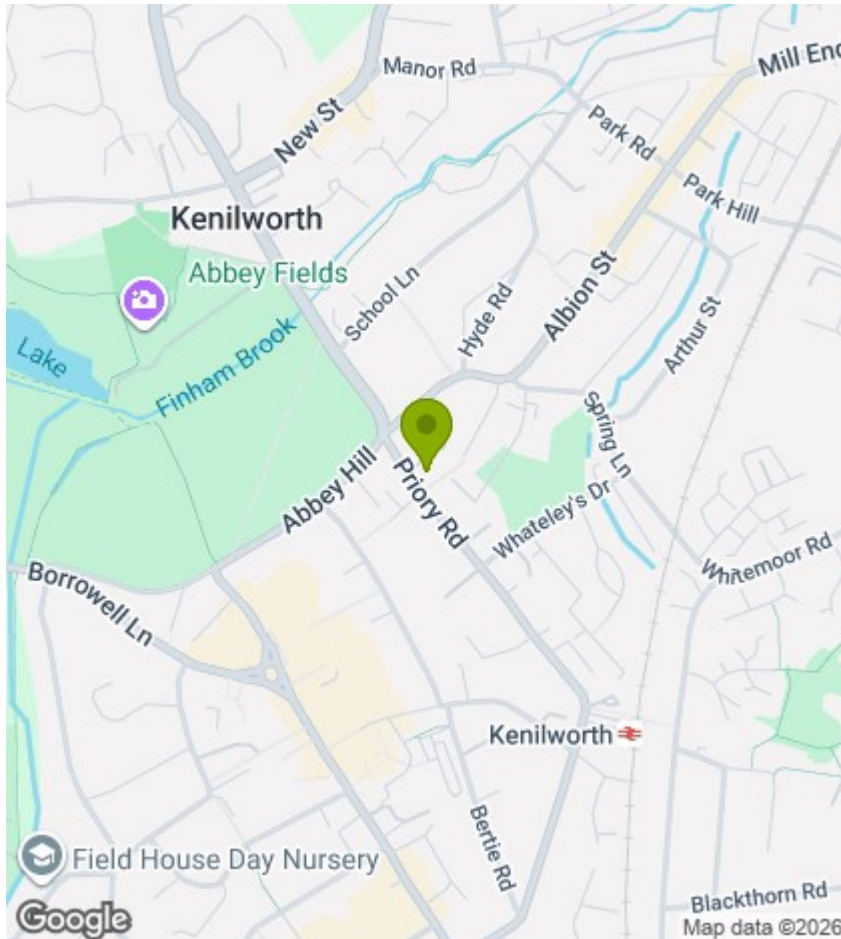 Manor Rd
Mill End
New St
Park Rd
Park Hill
Kenilworth
Abbey Fields
School Ln
Hyde Rd
Albion St
Arthur St
Lake
Finham Brook
Spring Ln
Abbey Hill
Priory Rd
Whateley's Dr
Whitemoor Rd
Borrowell Ln
Kenilworth
Bertie Rd
Field House Day Nursery
Blackthorn Rd
Google
Map data ©2026